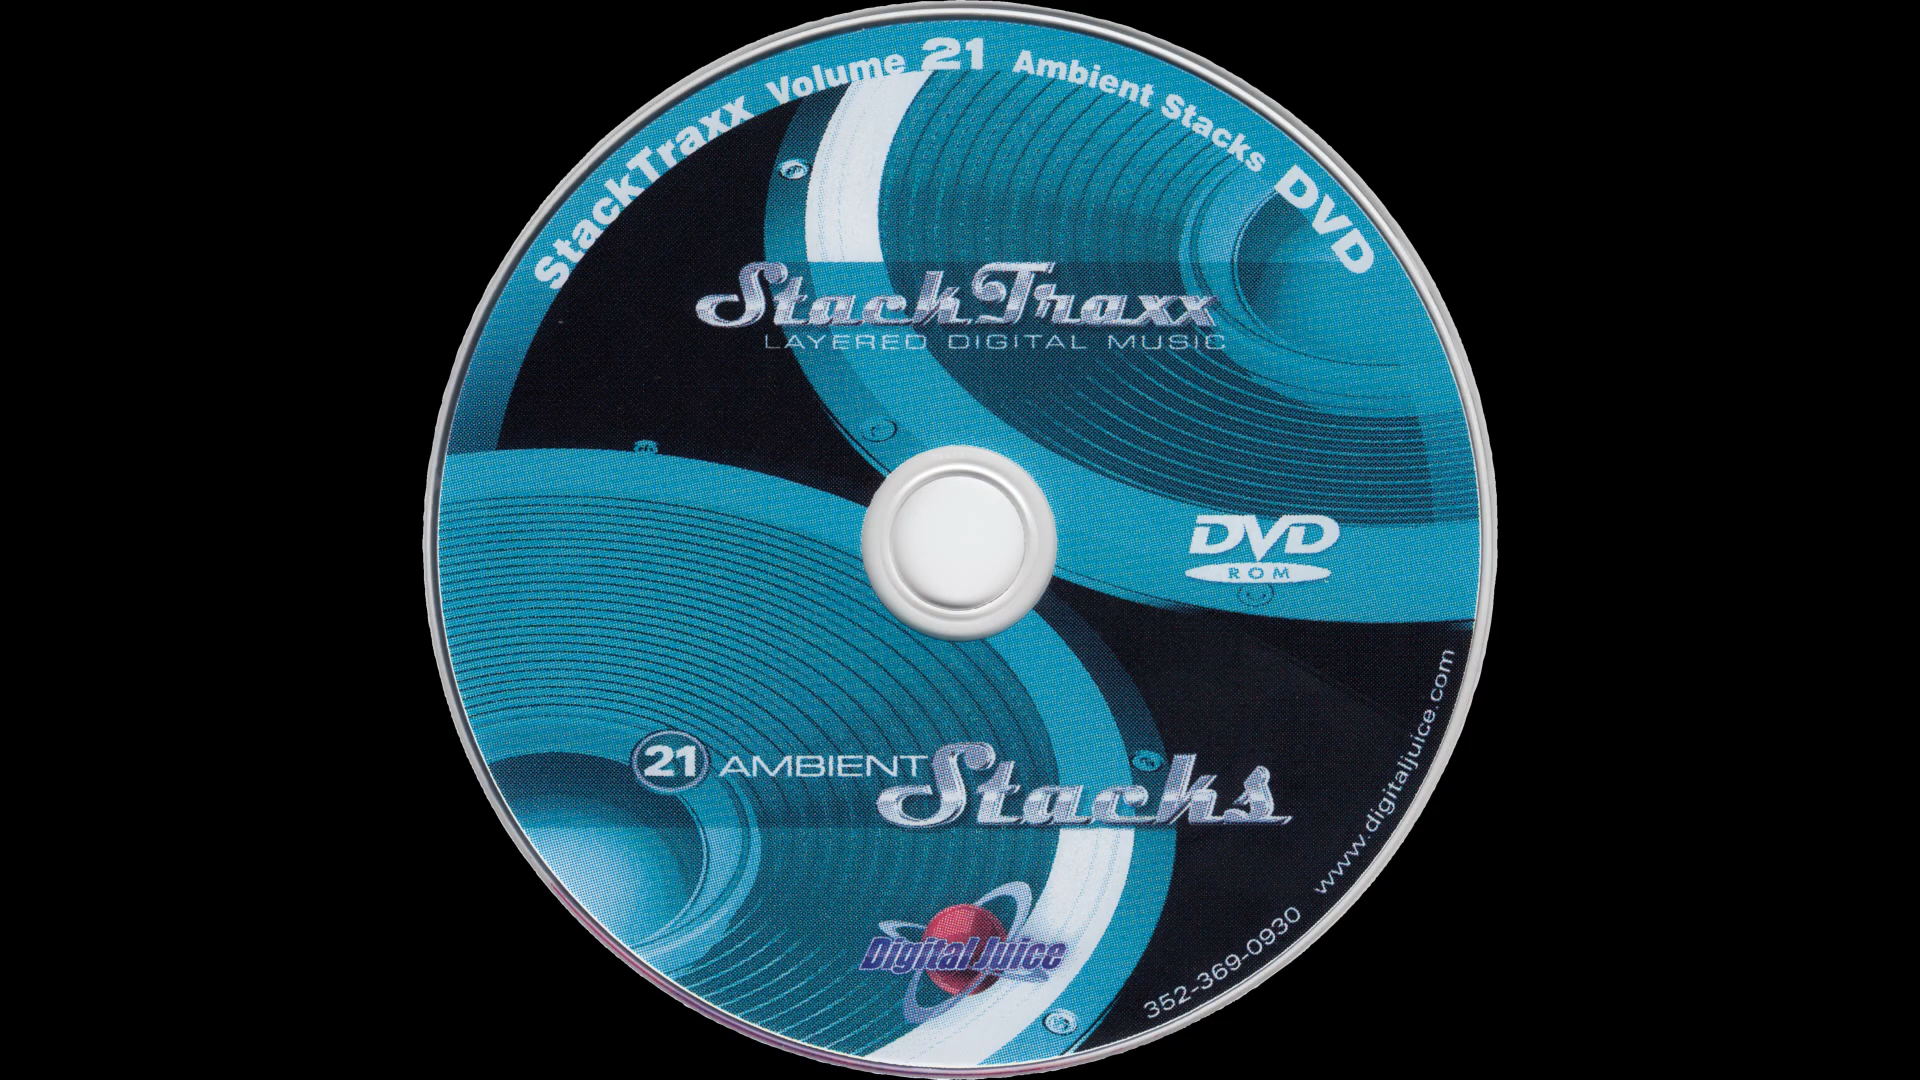 StackTraxx Volume 21 Ambient Stacks DVD
StackTraxx
LAYERED DIGITAL MUSIC
DVD
ROM
21 AMBIENT Stacks
Digital Juice
352-369-0930 www.digitaljuice.com